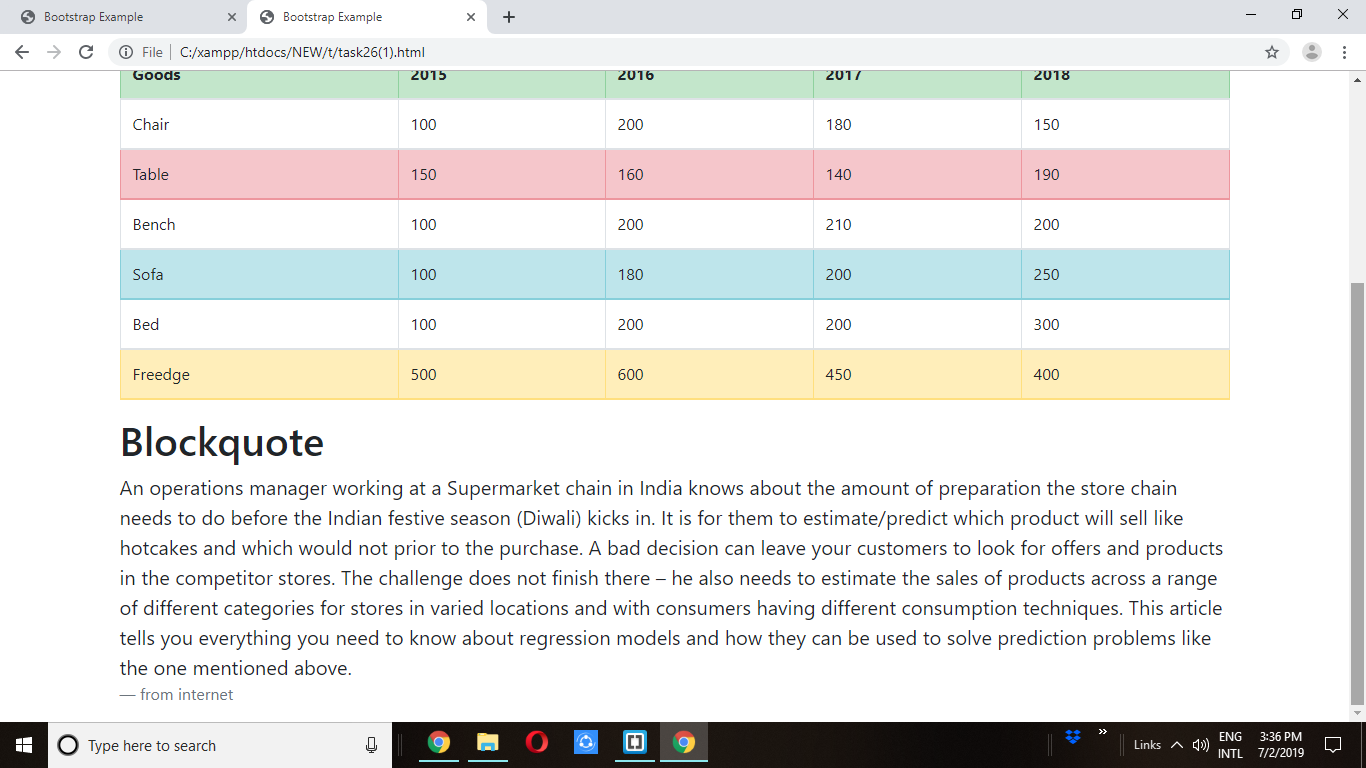 Bootstrap Example
Bootstrap Example
File C:/xampp/htdocs/NEW/t/task26(1).html
Goods 2015 2016 2017 2018
Chair 100 200 180 150
Table 150 160 140 190
Bench 100 200 210 200
Sofa 100 180 200 250
Bed 100 200 200 300
Freedge 500 600 450 400
Blockquote
An operations manager working at a Supermarket chain in India knows about the amount of preparation the store chain
needs to do before the Indian festive season (Diwali) kicks in. It is for them to estimate/predict which product will sell like
hotcakes and which would not prior to the purchase. A bad decision can leave your customers to look for offers and products
in the competitor stores. The challenge does not finish there – he also needs to estimate the sales of products across a range
of different categories for stores in varied locations and with consumers having different consumption techniques. This article
tells you everything you need to know about regression models and how they can be used to solve prediction problems like
the one mentioned above.
— from internet
Type here to search
Links
ENG
INTL
3:36 PM
7/2/2019